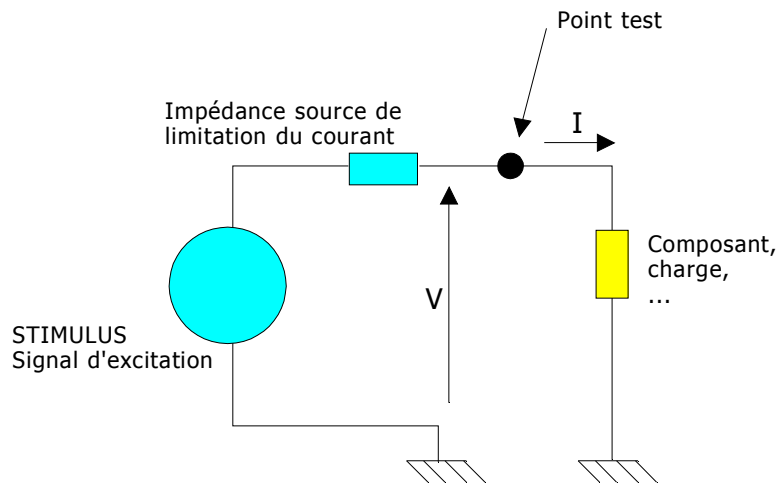 Point test
Impédance source de
limitation du courant
I
V
Composant,
charge,
...
STIMULUS
Signal d'excitation